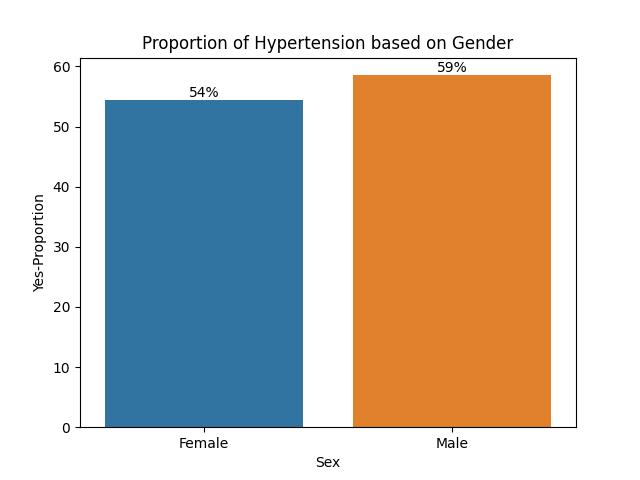 Proportion of Hypertension based on Gender
60
50
40
30
20
10
0
Yes-Proportion
54%
59%
Female
Male
Sex